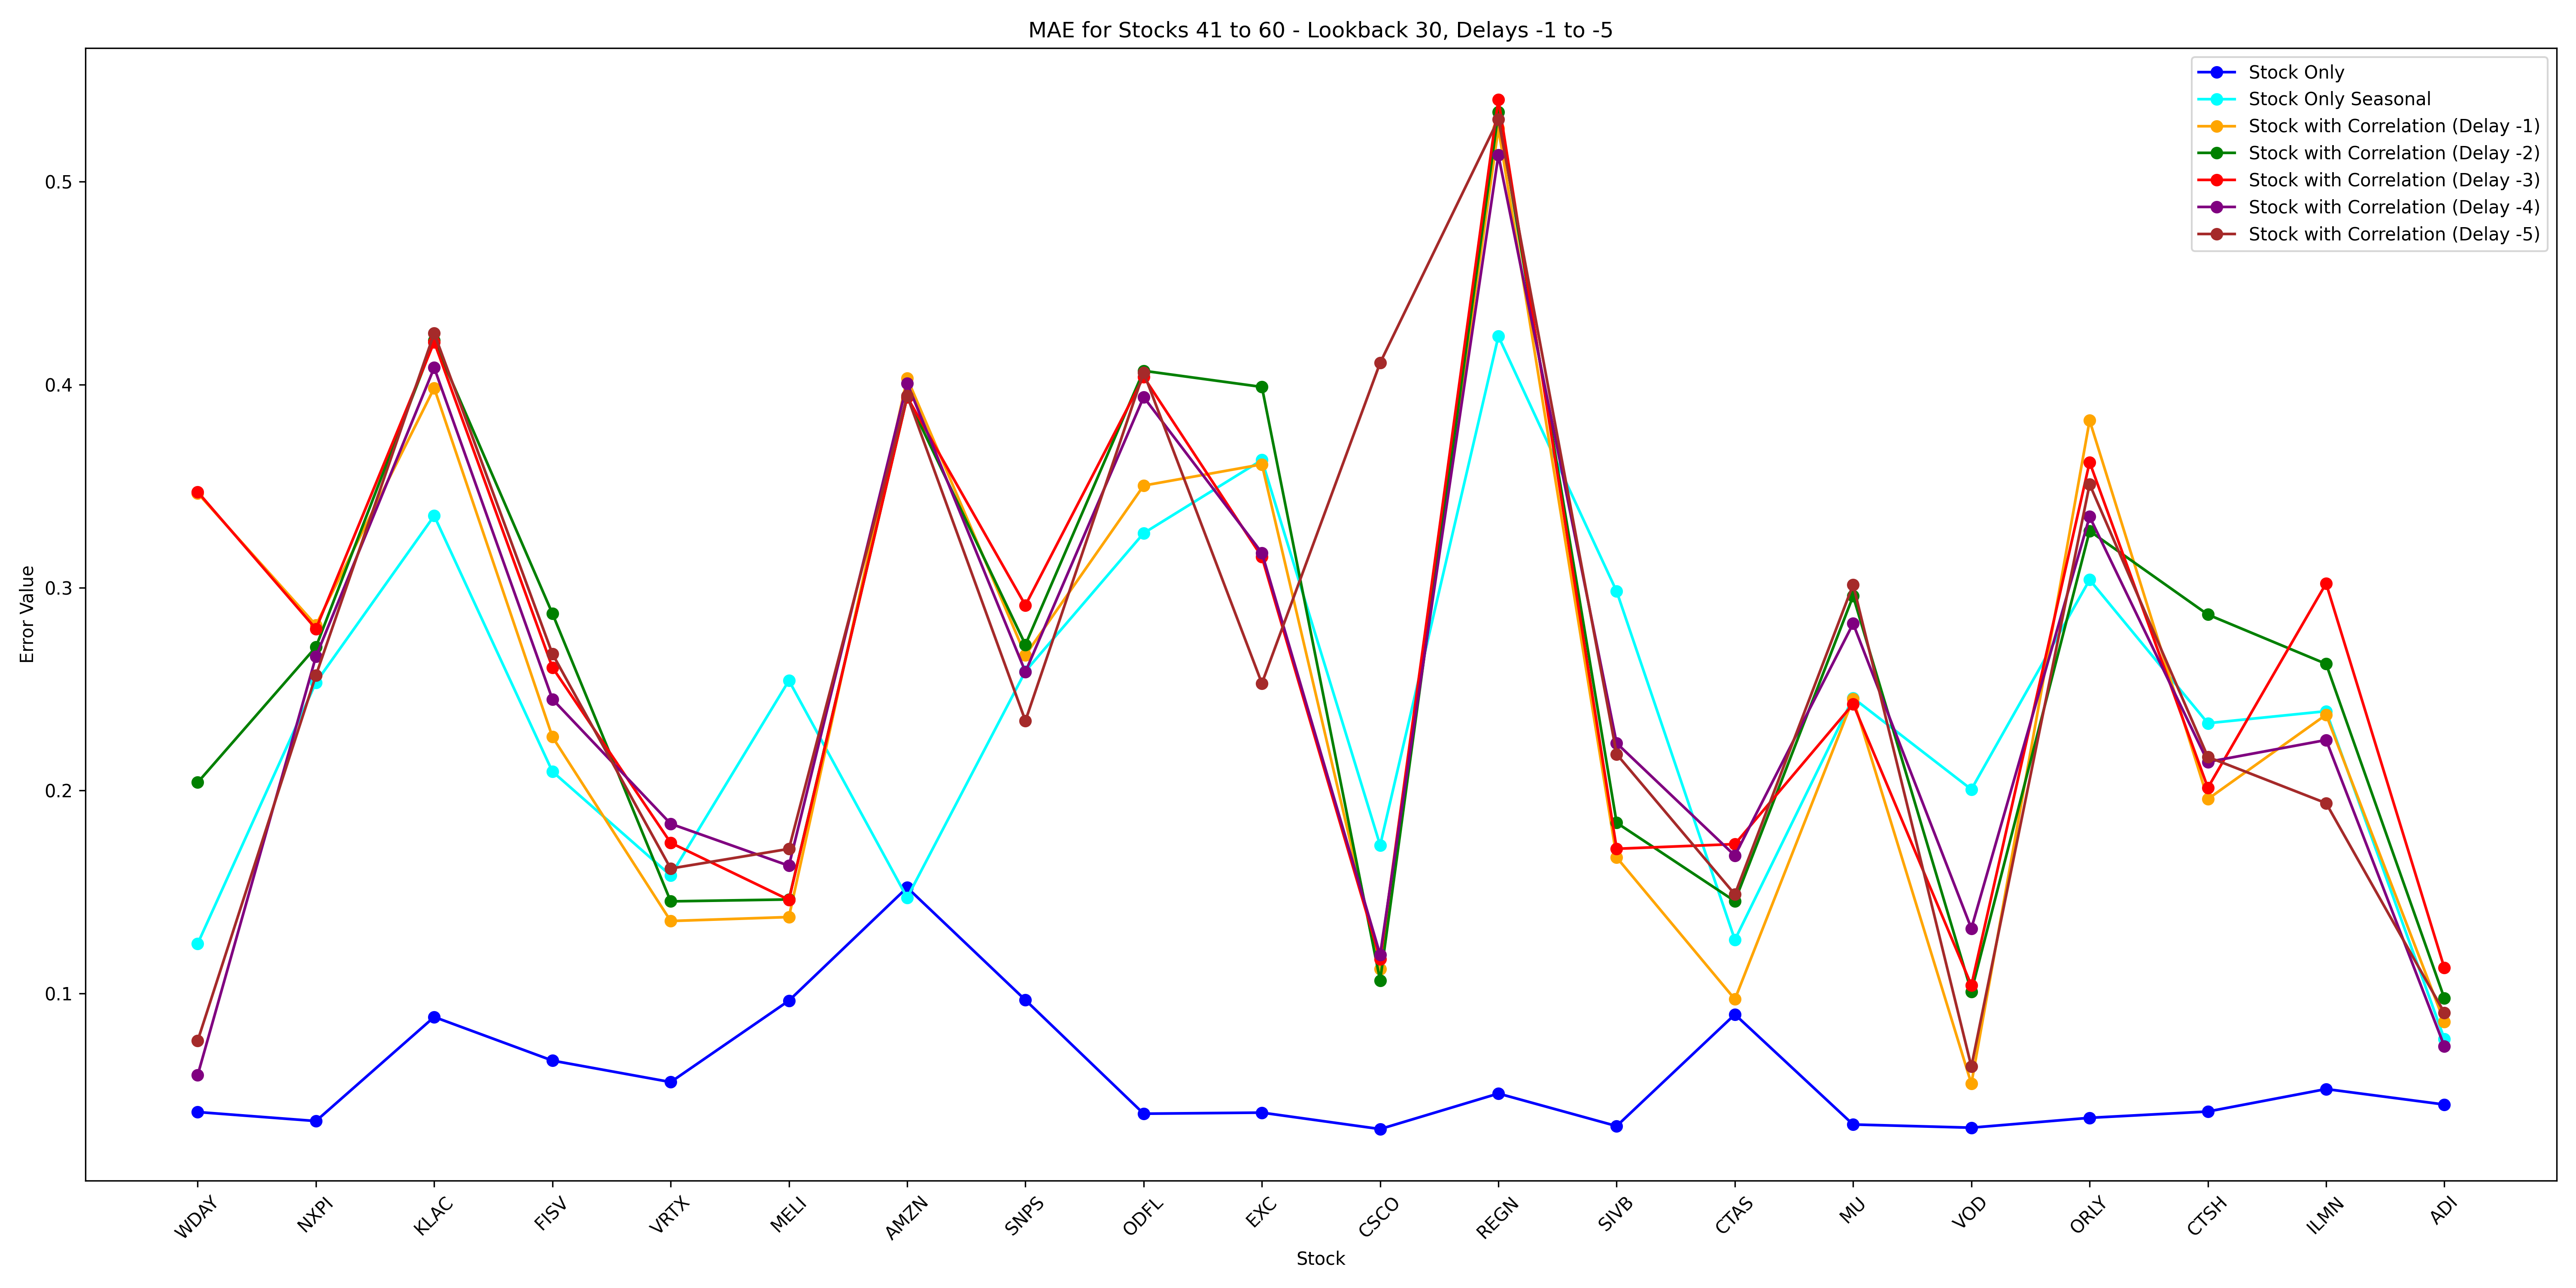 MAE for Stocks 41 to 60 - Lookback 30, Delays -1 to -5
Stock Only
Stock Only Seasonal
Stock with Correlation (Delay -1)
Stock with Correlation (Delay -2)
Stock with Correlation (Delay -3)
Stock with Correlation (Delay -4)
Stock with Correlation (Delay -5)
Error Value
0.5
0.4
0.3
0.2
0.1
WDAY
NXPI
KLAC
FISV
VRTX
MELI
AMZN
SNPS
ODFL
EXC
CSCO
REGN
SIVB
CTAS
MU
VOD
ORLY
CTSH
ILMN
ADI
Stock